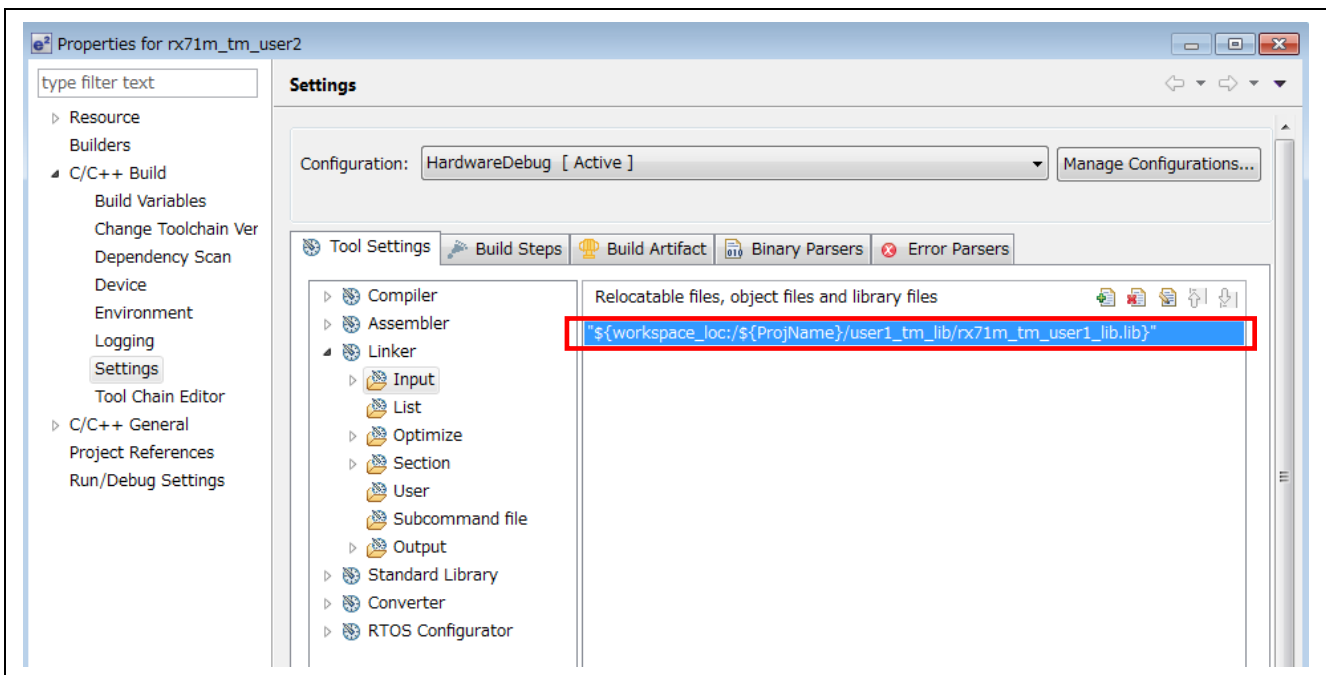 e² Properties for rx71m_tm_user2
type filter text
Settings
Resource
Builders
C/C++ Build
Build Variables
Change Toolchain Ver
Dependency Scan
Device
Environment
Logging
Settings
Tool Chain Editor
C/C++ General
Project References
Run/Debug Settings
Configuration: HardwareDebug [ Active ] Manage Configurations...
Tool Settings Build Steps Build Artifact 010 Binary Parsers Error Parsers
Compiler
Assembler
Linker
Input
List
Optimize
Section
User
Subcommand file
Output
Standard Library
Converter
RTOS Configurator
Relocatable files, object files and library files
"${workspace_loc:/${ProjName}/user1_tm_lib/rx71m_tm_user1_lib.lib}"